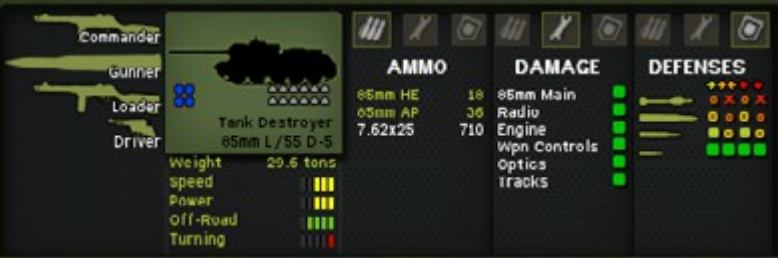 Commander
Gunner
Loader
Driver
Tank Destroyer
85mm L/55 D-5
Weight 29.6 tons
Speed
Power
Off-Road
Turning
AMMO
85mm HE 18
85mm AP 36
7.62x25 710
DAMAGE
85mm Main
Radio
Engine
Wpn Controls
Optics
Tracks
DEFENSES